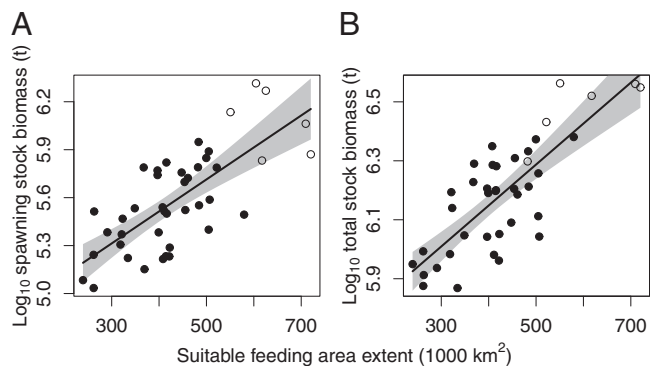 A
B
Log10 spawning stock biomass (t)
5.0 5.3 5.6 5.9 6.2
300 500 700
Log10 total stock biomass (t)
5.9 6.1 6.3 6.5
300 500 700
Suitable feeding area extent (1000 km²)